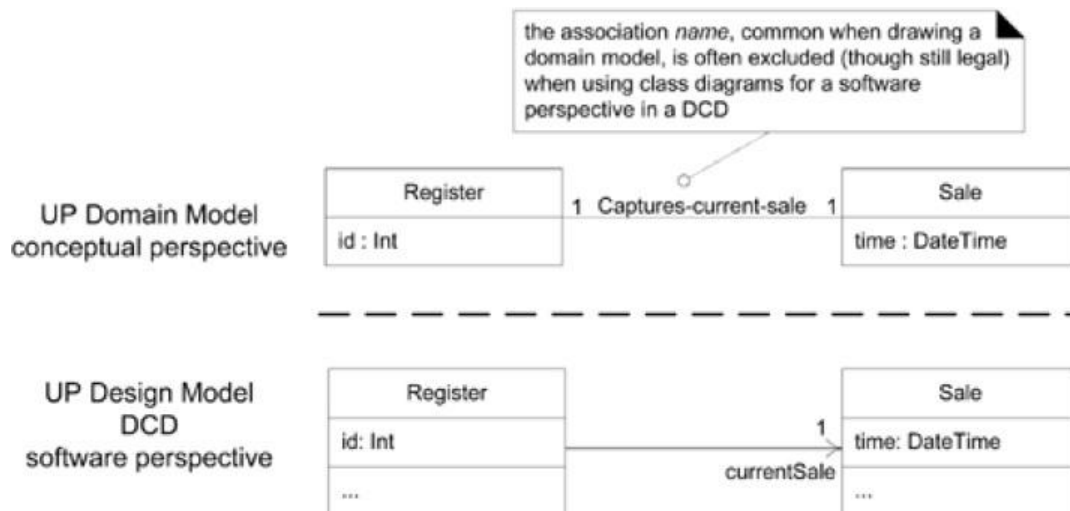 the association name, common when drawing a
domain model, is often excluded (though still legal)
when using class diagrams for a software
perspective in a DCD
UP Domain Model
conceptual perspective
Register
id : Int
1 Captures-current-sale 1
Sale
time : DateTime
UP Design Model
DCD
software perspective
Register
id: Int
...
1
currentSale
Sale
time: DateTime
...